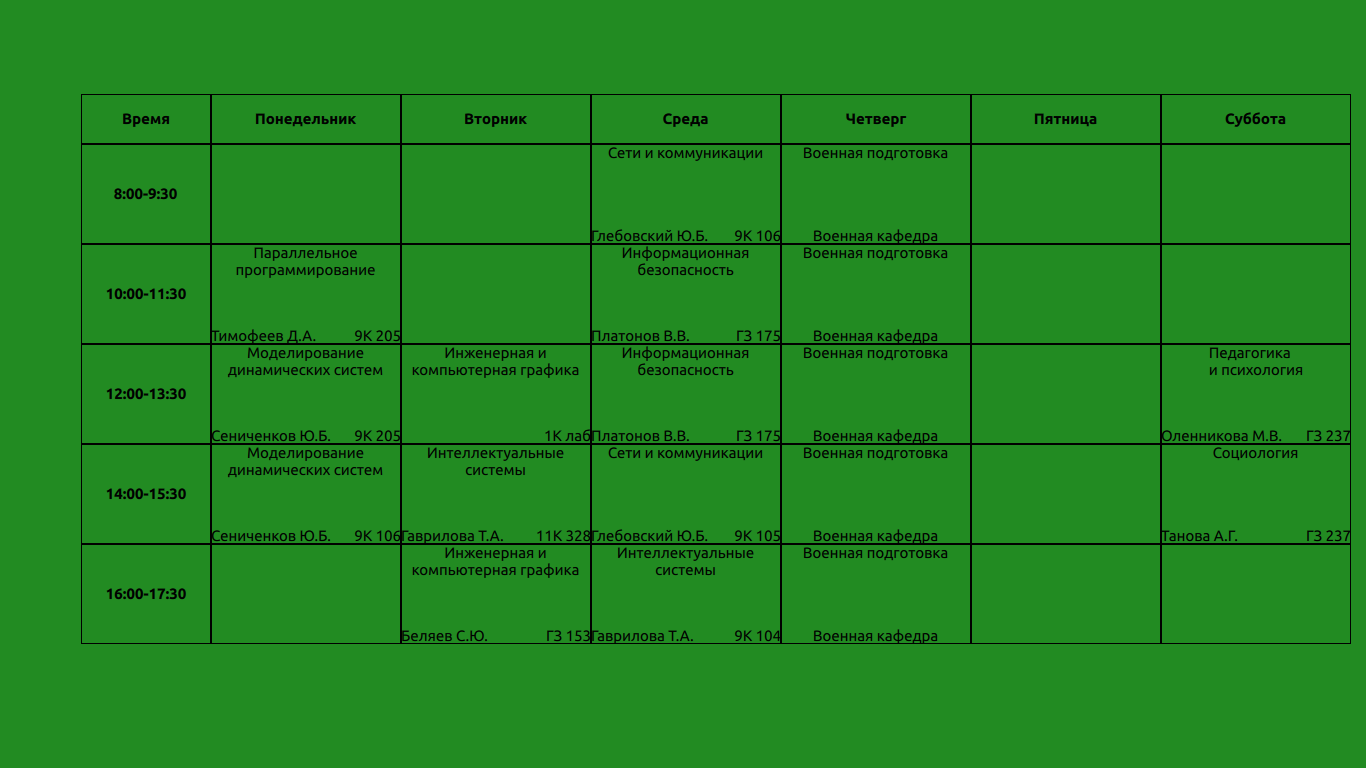 Время Понедельник Вторник Среда Четверг Пятница Суббота
8:00-9:30
Сети и коммуникации
Глебовский Ю.Б. 9К 106
Военная подготовка
Военная кафедра
10:00-11:30
Параллельное
программирование
Тимофеев Д.А. 9К 205
Информационная
безопасность
Платонов В.В. ГЗ 175
Военная подготовка
Военная кафедра
12:00-13:30
Моделирование
динамических систем
Сениченков Ю.Б. 9К 205
Инженерная и
компьютерная графика
1К лаб
Информационная
безопасность
Платонов В.В. ГЗ 175
Военная подготовка
Военная кафедра
Педагогика
и психология
Оленникова М.В. ГЗ 237
14:00-15:30
Моделирование
динамических систем
Сениченков Ю.Б. 9К 106
Интеллектуальные
системы
Гаврилова Т.А. 11К 328
Сети и коммуникации
Глебовский Ю.Б. 9К 105
Военная подготовка
Военная кафедра
Социология
Танова А.Г. ГЗ 237
16:00-17:30
Инженерная и
компьютерная графика
Беляев С.Ю. ГЗ 153
Интеллектуальные
системы
Гаврилова Т.А. 9К 104
Военная подготовка
Военная кафедра